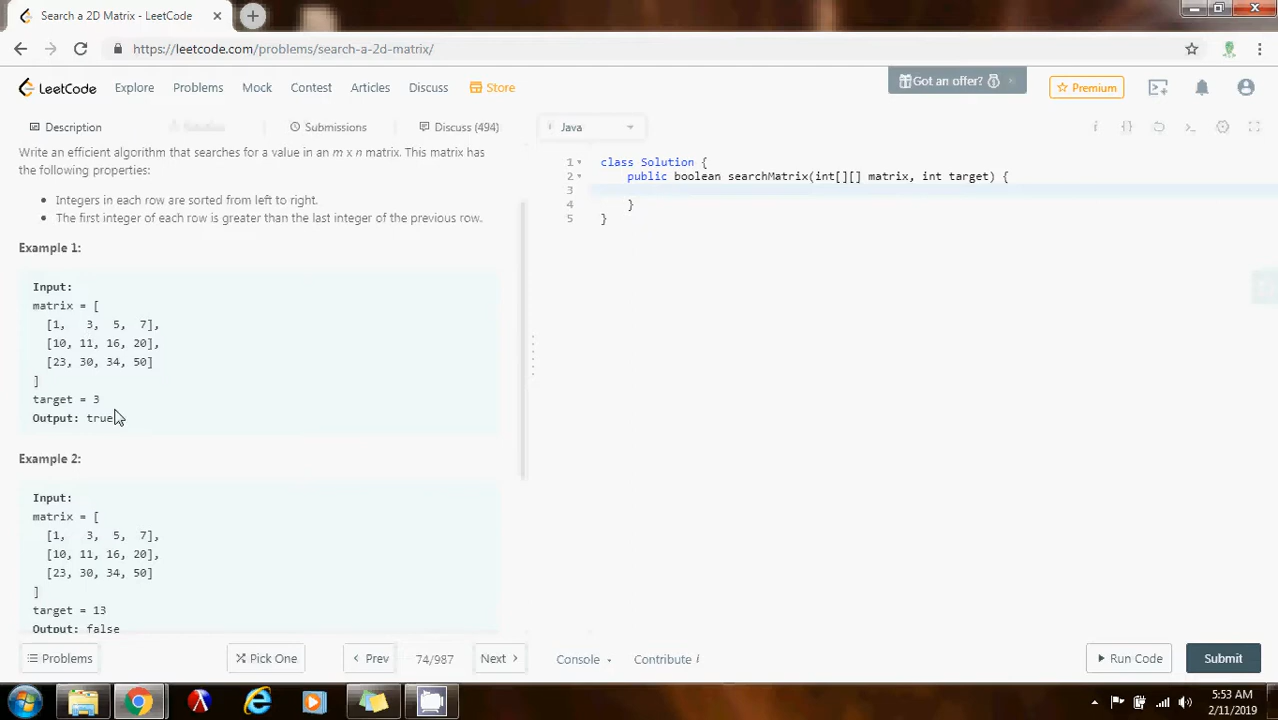 Search a 2D Matrix - LeetCode
https://leetcode.com/problems/search-a-2d-matrix/
LeetCode
Explore
Problems
Mock
Contest
Articles
Discuss
Store
Got an offer?
Premium
Description
Submissions
Discuss (494)
Java
Write an efficient algorithm that searches for a value in an m x n matrix. This matrix has
the following properties:
Integers in each row are sorted from left to right.
The first integer of each row is greater than the last integer of the previous row.
Example 1:
Input:
matrix = [
[1, 3, 5, 7],
[10, 11, 16, 20],
[23, 30, 34, 50]
]
target = 3
Output: true
Example 2:
Input:
matrix = [
[1, 3, 5, 7],
[10, 11, 16, 20],
[23, 30, 34, 50]
]
target = 13
Output: false
1 class Solution {
2 public boolean searchMatrix(int[][] matrix, int target) {
3
4 }
5 }
Problems
Pick One
Prev
74/987
Next
Console
Contribute i
Run Code
Submit
5:53 AM
2/11/2019